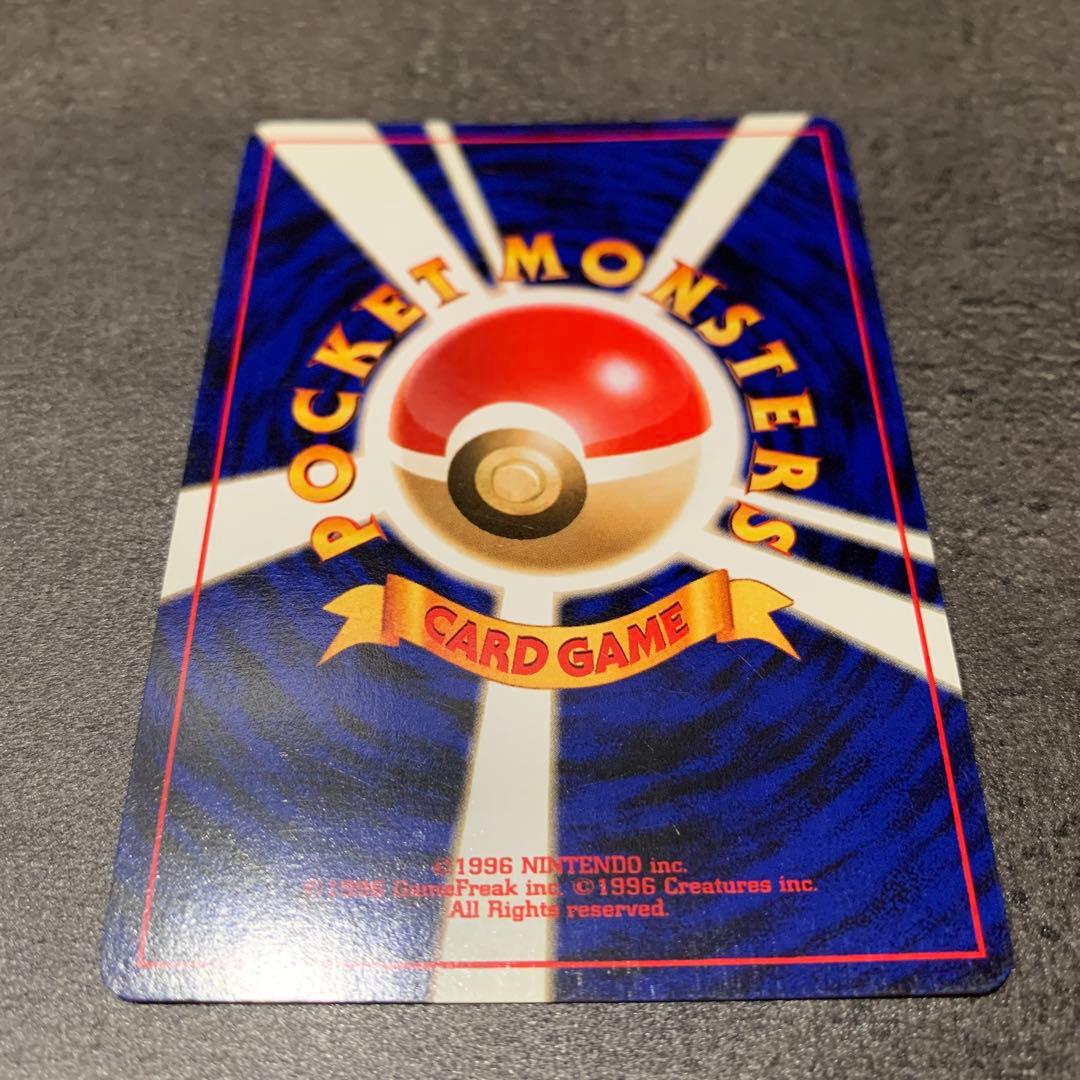 POCKET MONSTERS
CARD GAME
©1996 NINTENDO inc.
©1996 GameFreak inc. ©1996 Creatures inc.
All Rights reserved.